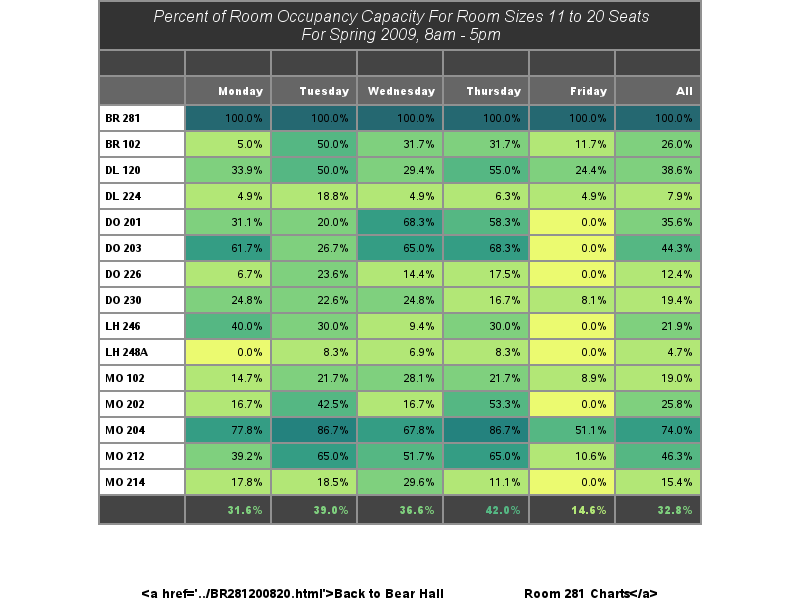 Percent of Room Occupancy Capacity For Room Sizes 11 to 20 Seats
For Spring 2009, 8am - 5pm
Monday Tuesday Wednesday Thursday Friday All
BR 281 100.0% 100.0% 100.0% 100.0% 100.0% 100.0%
BR 102 5.0% 50.0% 31.7% 31.7% 11.7% 26.0%
DL 120 33.9% 50.0% 29.4% 55.0% 24.4% 38.6%
DL 224 4.9% 18.8% 4.9% 6.3% 4.9% 7.9%
DO 201 31.1% 20.0% 68.3% 58.3% 0.0% 35.6%
DO 203 61.7% 26.7% 65.0% 68.3% 0.0% 44.3%
DO 226 6.7% 23.6% 14.4% 17.5% 0.0% 12.4%
DO 230 24.8% 22.6% 24.8% 16.7% 8.1% 19.4%
LH 246 40.0% 30.0% 9.4% 30.0% 0.0% 21.9%
LH 248A 0.0% 8.3% 6.9% 8.3% 0.0% 4.7%
MO 102 14.7% 21.7% 28.1% 21.7% 8.9% 19.0%
MO 202 16.7% 42.5% 16.7% 53.3% 0.0% 25.8%
MO 204 77.8% 86.7% 67.8% 86.7% 51.1% 74.0%
MO 212 39.2% 65.0% 51.7% 65.0% 10.6% 46.3%
MO 214 17.8% 18.5% 29.6% 11.1% 0.0% 15.4%
31.6% 39.0% 36.6% 42.0% 14.6% 32.8%
<a href='../BR281200820.html'>Back to Bear Hall Room 281 Charts</a>